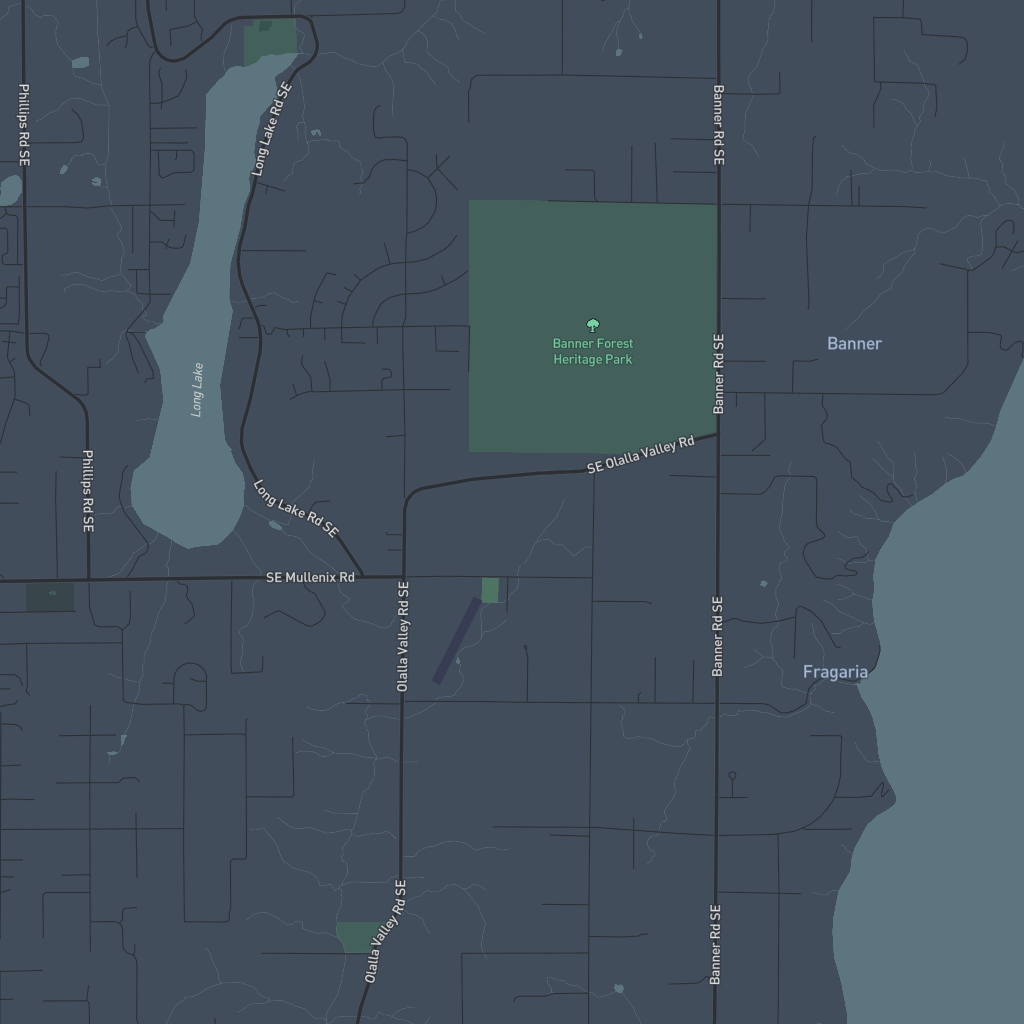 Phillips Rd SE
Long Lake Rd SE
Banner Rd SE
Banner Forest
Heritage Park
Banner
Banner Rd SE
Long Lake
SE Olalla Valley Rd
Phillips Rd SE
Long Lake Rd SE
SE Mullenix Rd
Olalla Valley Rd SE
Banner Rd SE
Fragaria
Olalla Valley Rd SE
Banner Rd SE